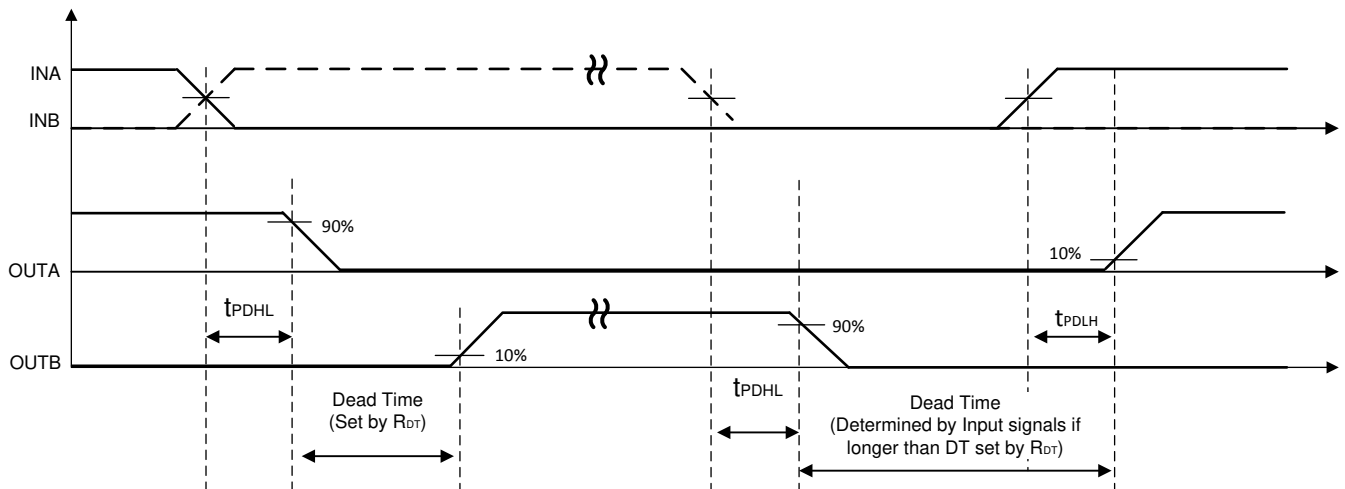 INA
INB
90%
OUTA
10%
tPDHL
tPDLH
90%
10%
OUTB
Dead Time
(Set by RDT)
tPDHL
Dead Time
(Determined by Input signals if
longer than DT set by RDT)